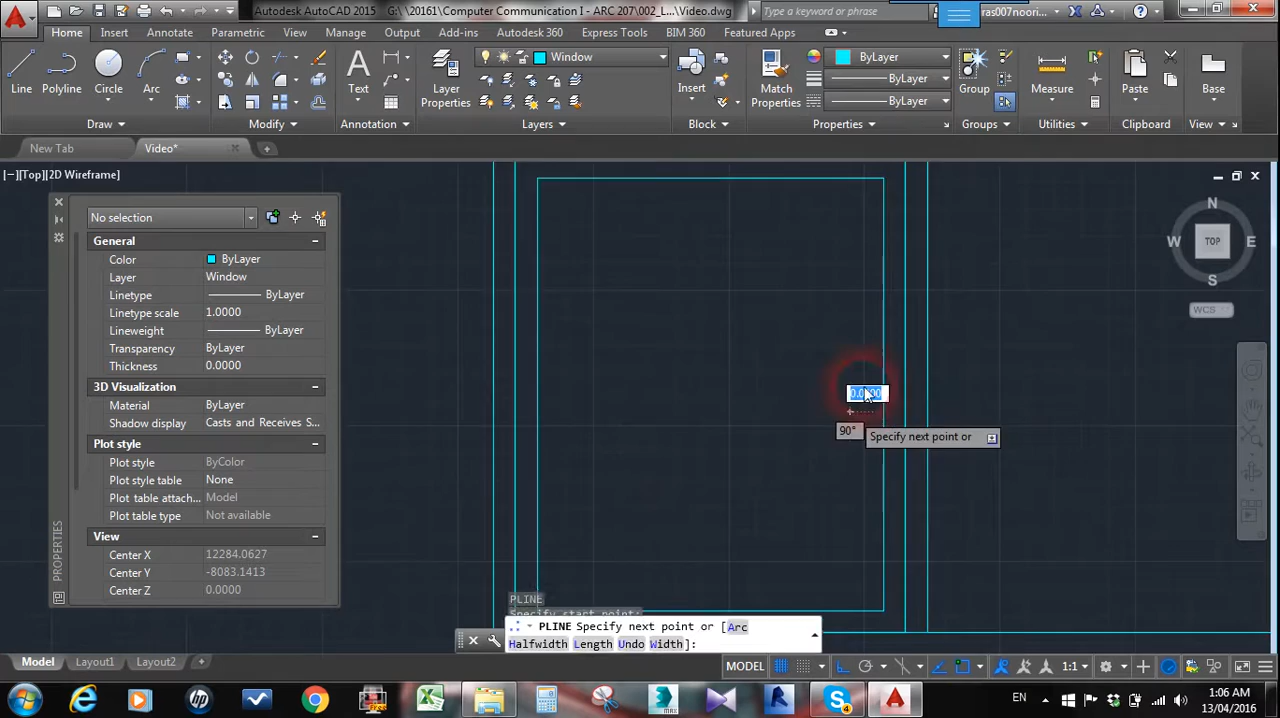 Autodesk AutoCAD 2015
G:\ \20161\Computer Communication I - ARC 207\002_L...\Video.dwg
Type a keyword or phrase
ras007noori...
Home
Insert
Annotate
Param
View
Manage
Output
Add-ins
Autodesk 360
Express Tools
BIM 360
Featured Apps
Line
Polyline
Circle
Arc
Text
Layer
Properties
Window
Insert
Match
Properties
ByLayer
ByLayer
ByLayer
Group
Measure
Paste
Base
Draw
Modify
Annotation
Layers
Block
Properties
Groups
Utilities
Clipboard
View
New Tab
Video*
[−][Top][2D Wireframe]
No selection
General
Color ByLayer
Layer Window
Linetype ByLayer
Linetype scale 1.0000
Lineweight ByLayer
Transparency ByLayer
Thickness 0.0000
3D Visualization
Material ByLayer
Shadow display Casts and Receives S...
Plot style
Plot style ByColor
Plot style table None
Plot table attach... Model
Plot table type Not available
View
Center X 12284.0627
Center Y -8083.1413
Center Z 0.0000
PROPERTIES
N
W TOP E
S
WCS
90°
Specify next point or
PLINE
Specify start point:
PLINE Specify next point or [Arc
Halfwidth Length Undo Width]:
Model
Layout1
Layout2
MODEL
1:1
EN
1:06 AM
13/04/2016